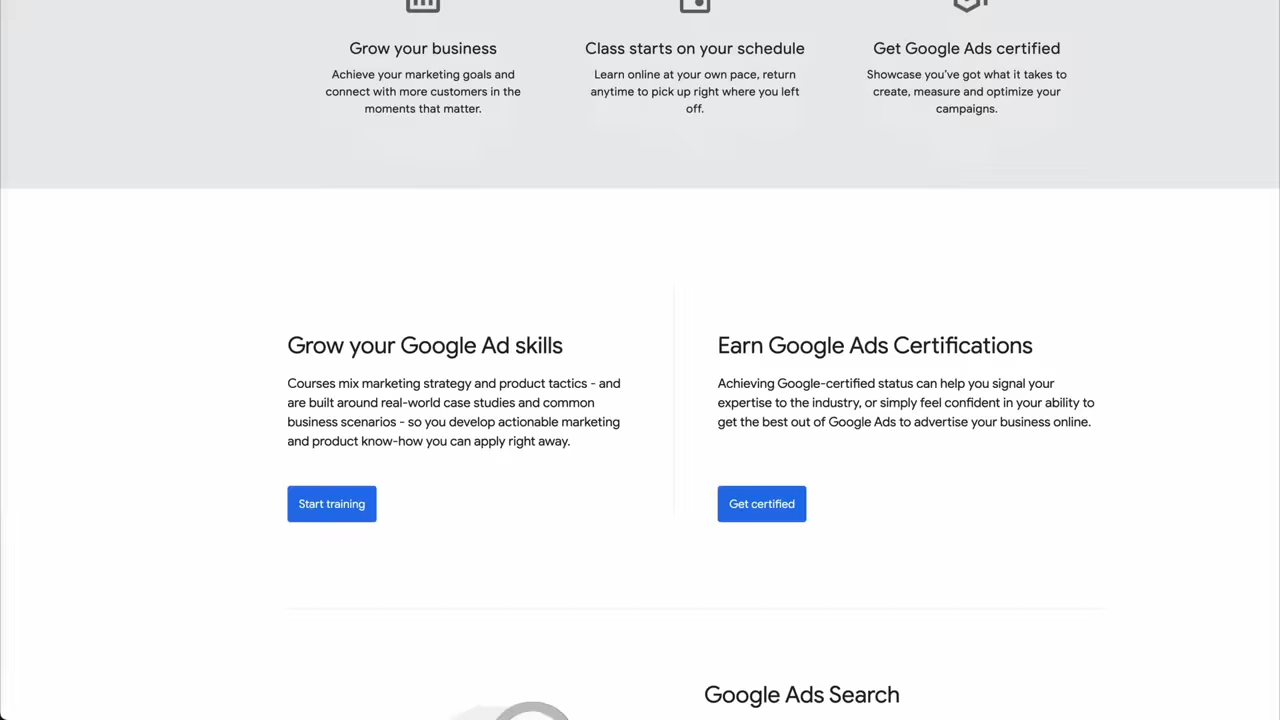 Grow your business
Achieve your marketing goals and
connect with more customers in the
moments that matter.
Class starts on your schedule
Learn online at your own pace, return
anytime to pick up right where you left
off.
Get Google Ads certified
Showcase you've got what it takes to
create, measure and optimize your
campaigns.
Grow your Google Ad skills
Courses mix marketing strategy and product tactics - and
are built around real-world case studies and common
business scenarios - so you develop actionable marketing
and product know-how you can apply right away.
Start training
Earn Google Ads Certifications
Achieving Google-certified status can help you signal your
expertise to the industry, or simply feel confident in your ability to
get the best out of Google Ads to advertise your business online.
Get certified
Google Ads Search